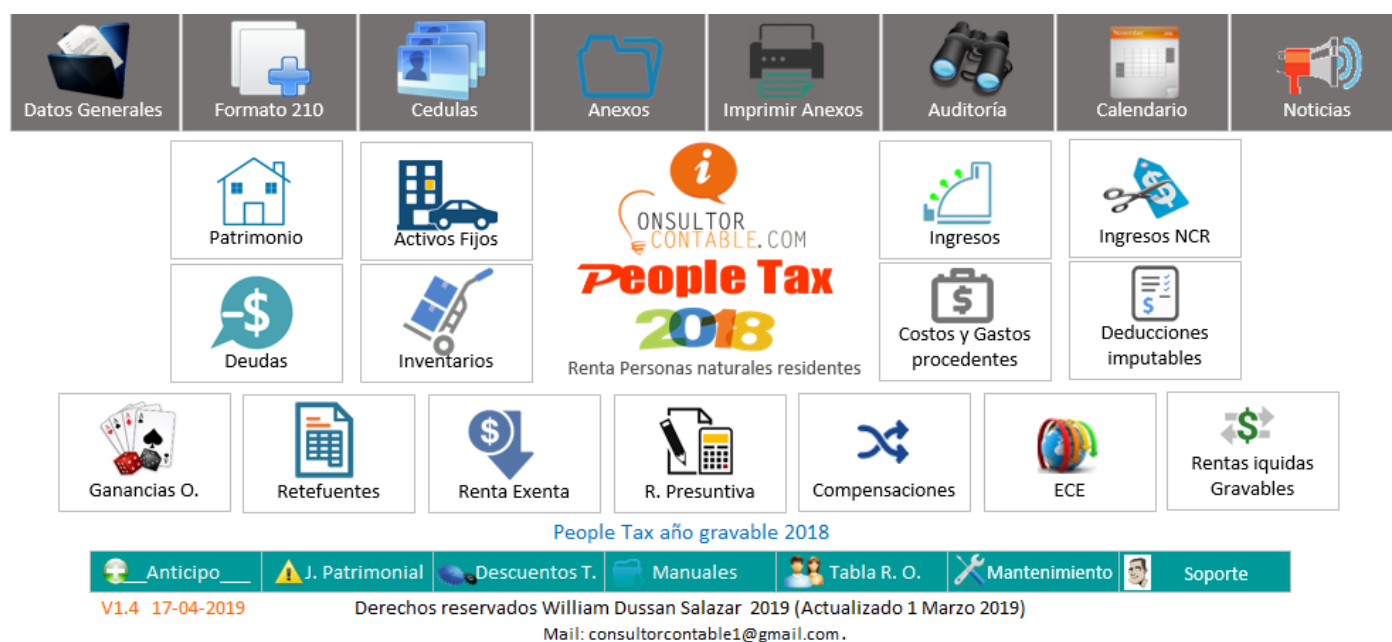 Datos Generales
Formato 210
Cedulas
Anexos
Imprimir Anexos
Auditoría
November
Calendario
Noticias
Patrimonio
Activos Fijos
i
CONSULTOR
CONTABLE.COM
People Tax
2018
Renta Personas naturales residentes
Ingresos
Ingresos NCR
$
-$
Deudas
Inventarios
$
Costos y Gastos
procedentes
$
Deducciones
imputables
Ganancias O.
Retefuentes
$
Renta Exenta
R. Presuntiva
Compensaciones
ECE
$
Rentas iquidas
Gravables
People Tax año gravable 2018
__Anticipo___
J. Patrimonial
Descuentos T.
Manuales
Tabla R. O.
Mantenimiento
Soporte
V1.4 17-04-2019
Derechos reservados William Dussan Salazar 2019 (Actualizado 1 Marzo 2019)
Mail: consultorcontable1@gmail.com.